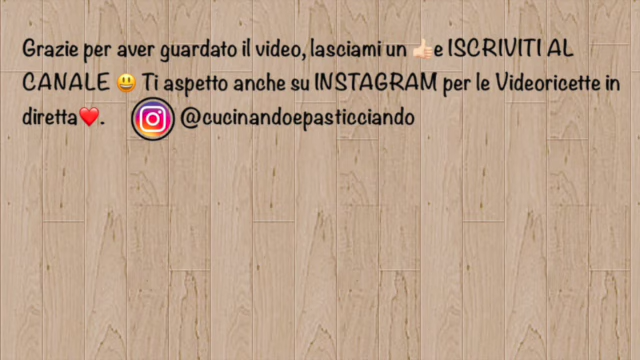 Grazie per aver guardato il video, lasciami un 👍🏻e ISCRIVITI AL
CANALE 😃 Ti aspetto anche su INSTAGRAM per le Videoricette in
diretta❤️. @cucinandoepasticciando